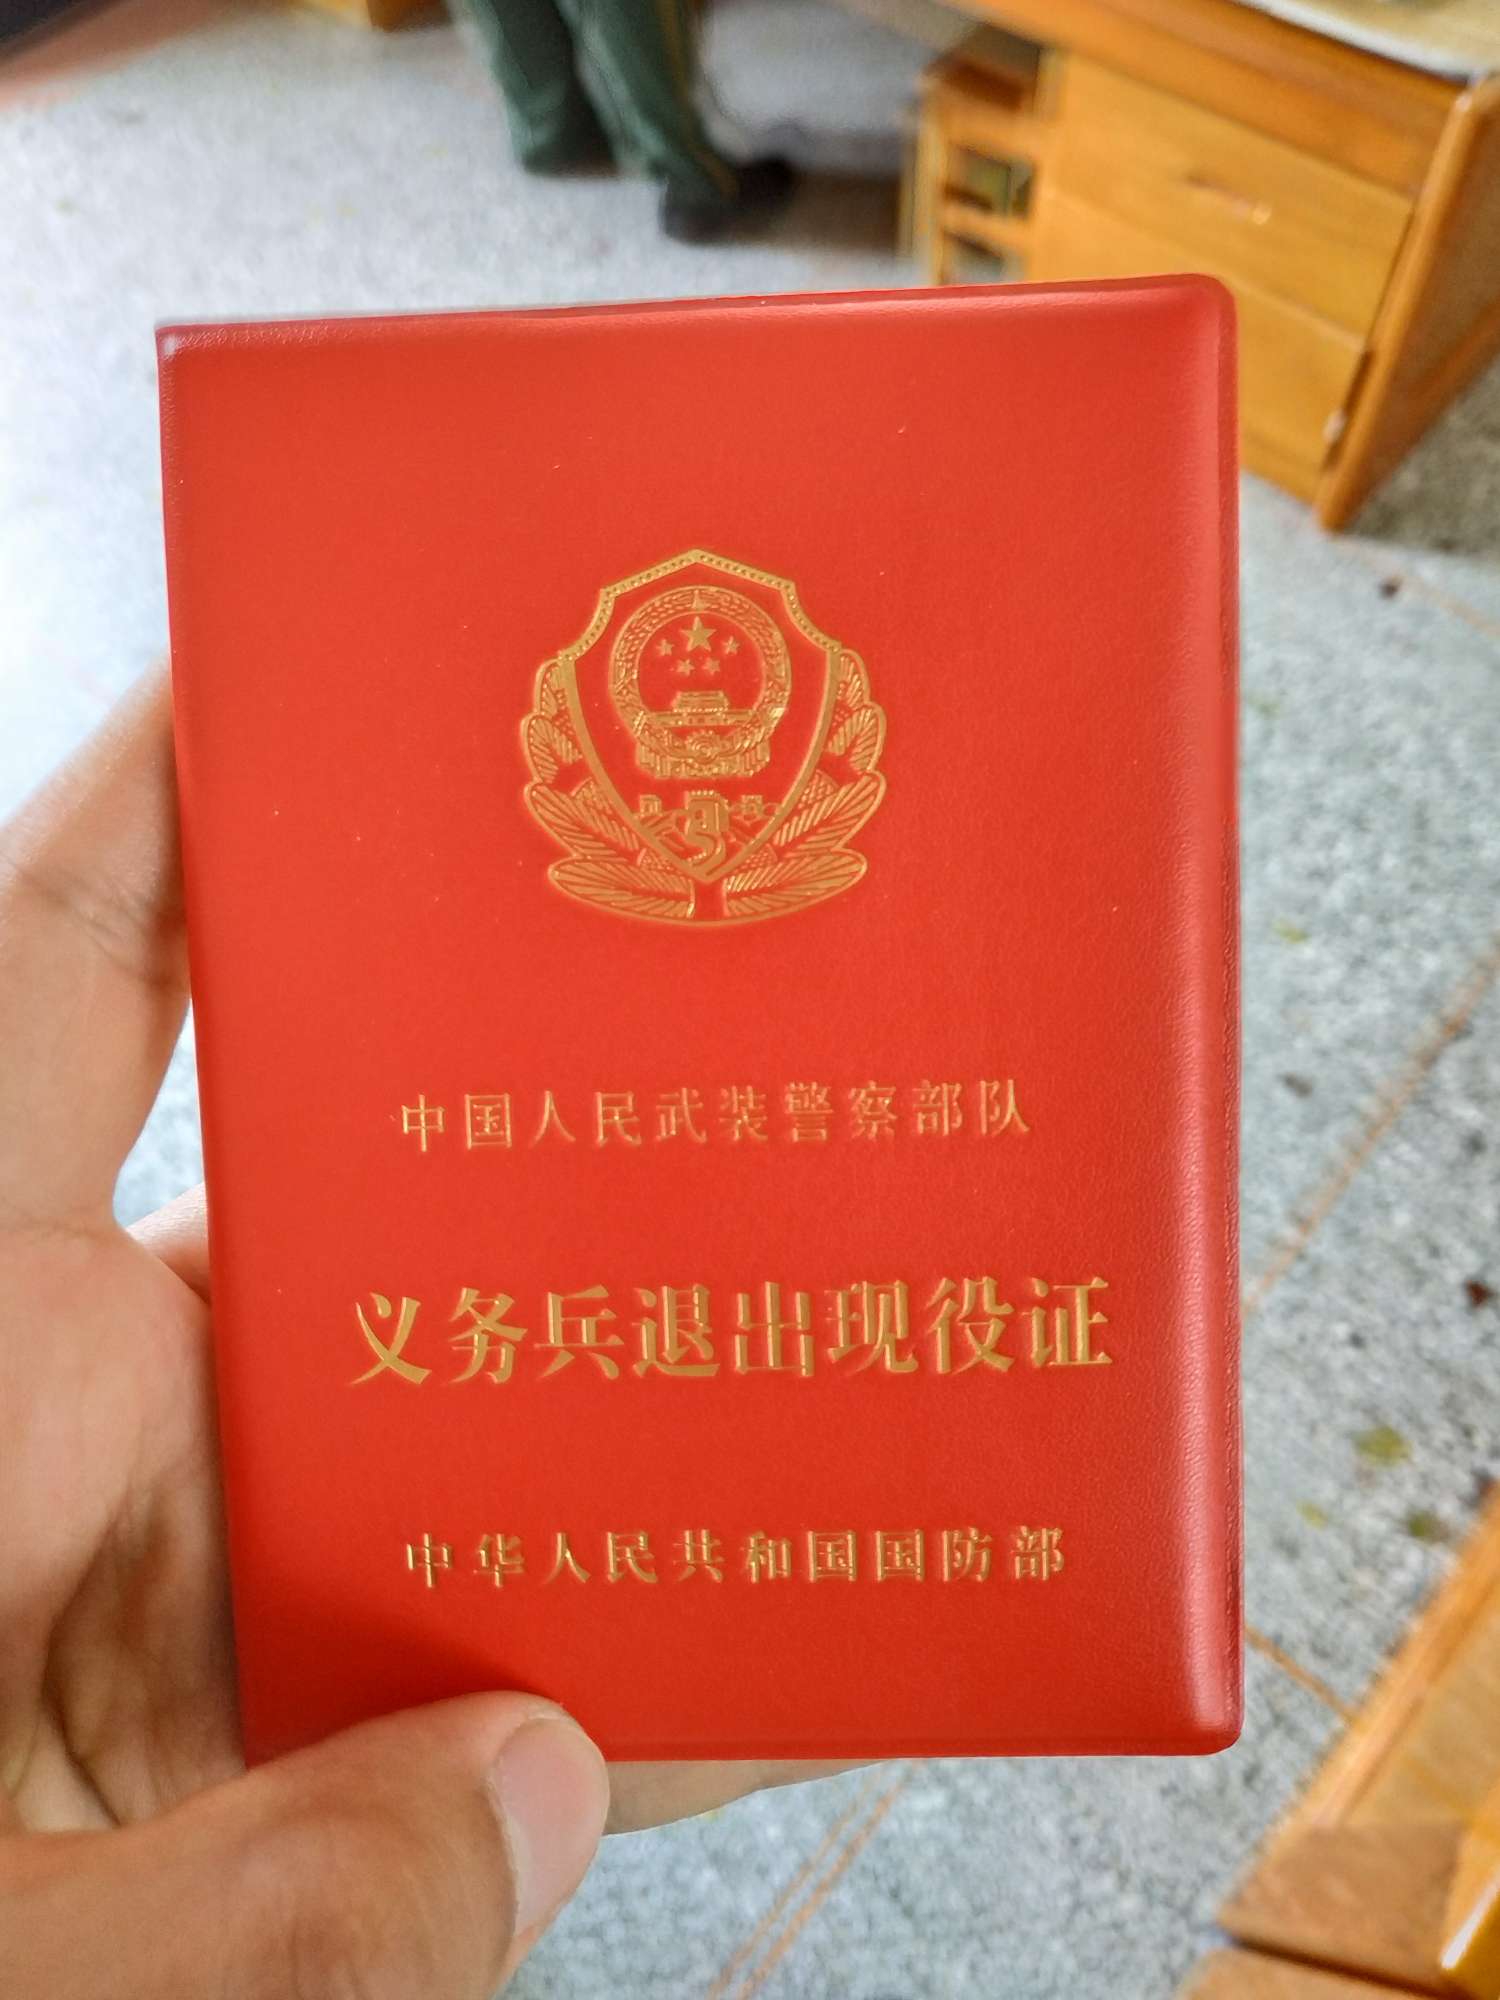 中国人民武装警察部队
义务兵退出现役证
中华人民共和国国防部